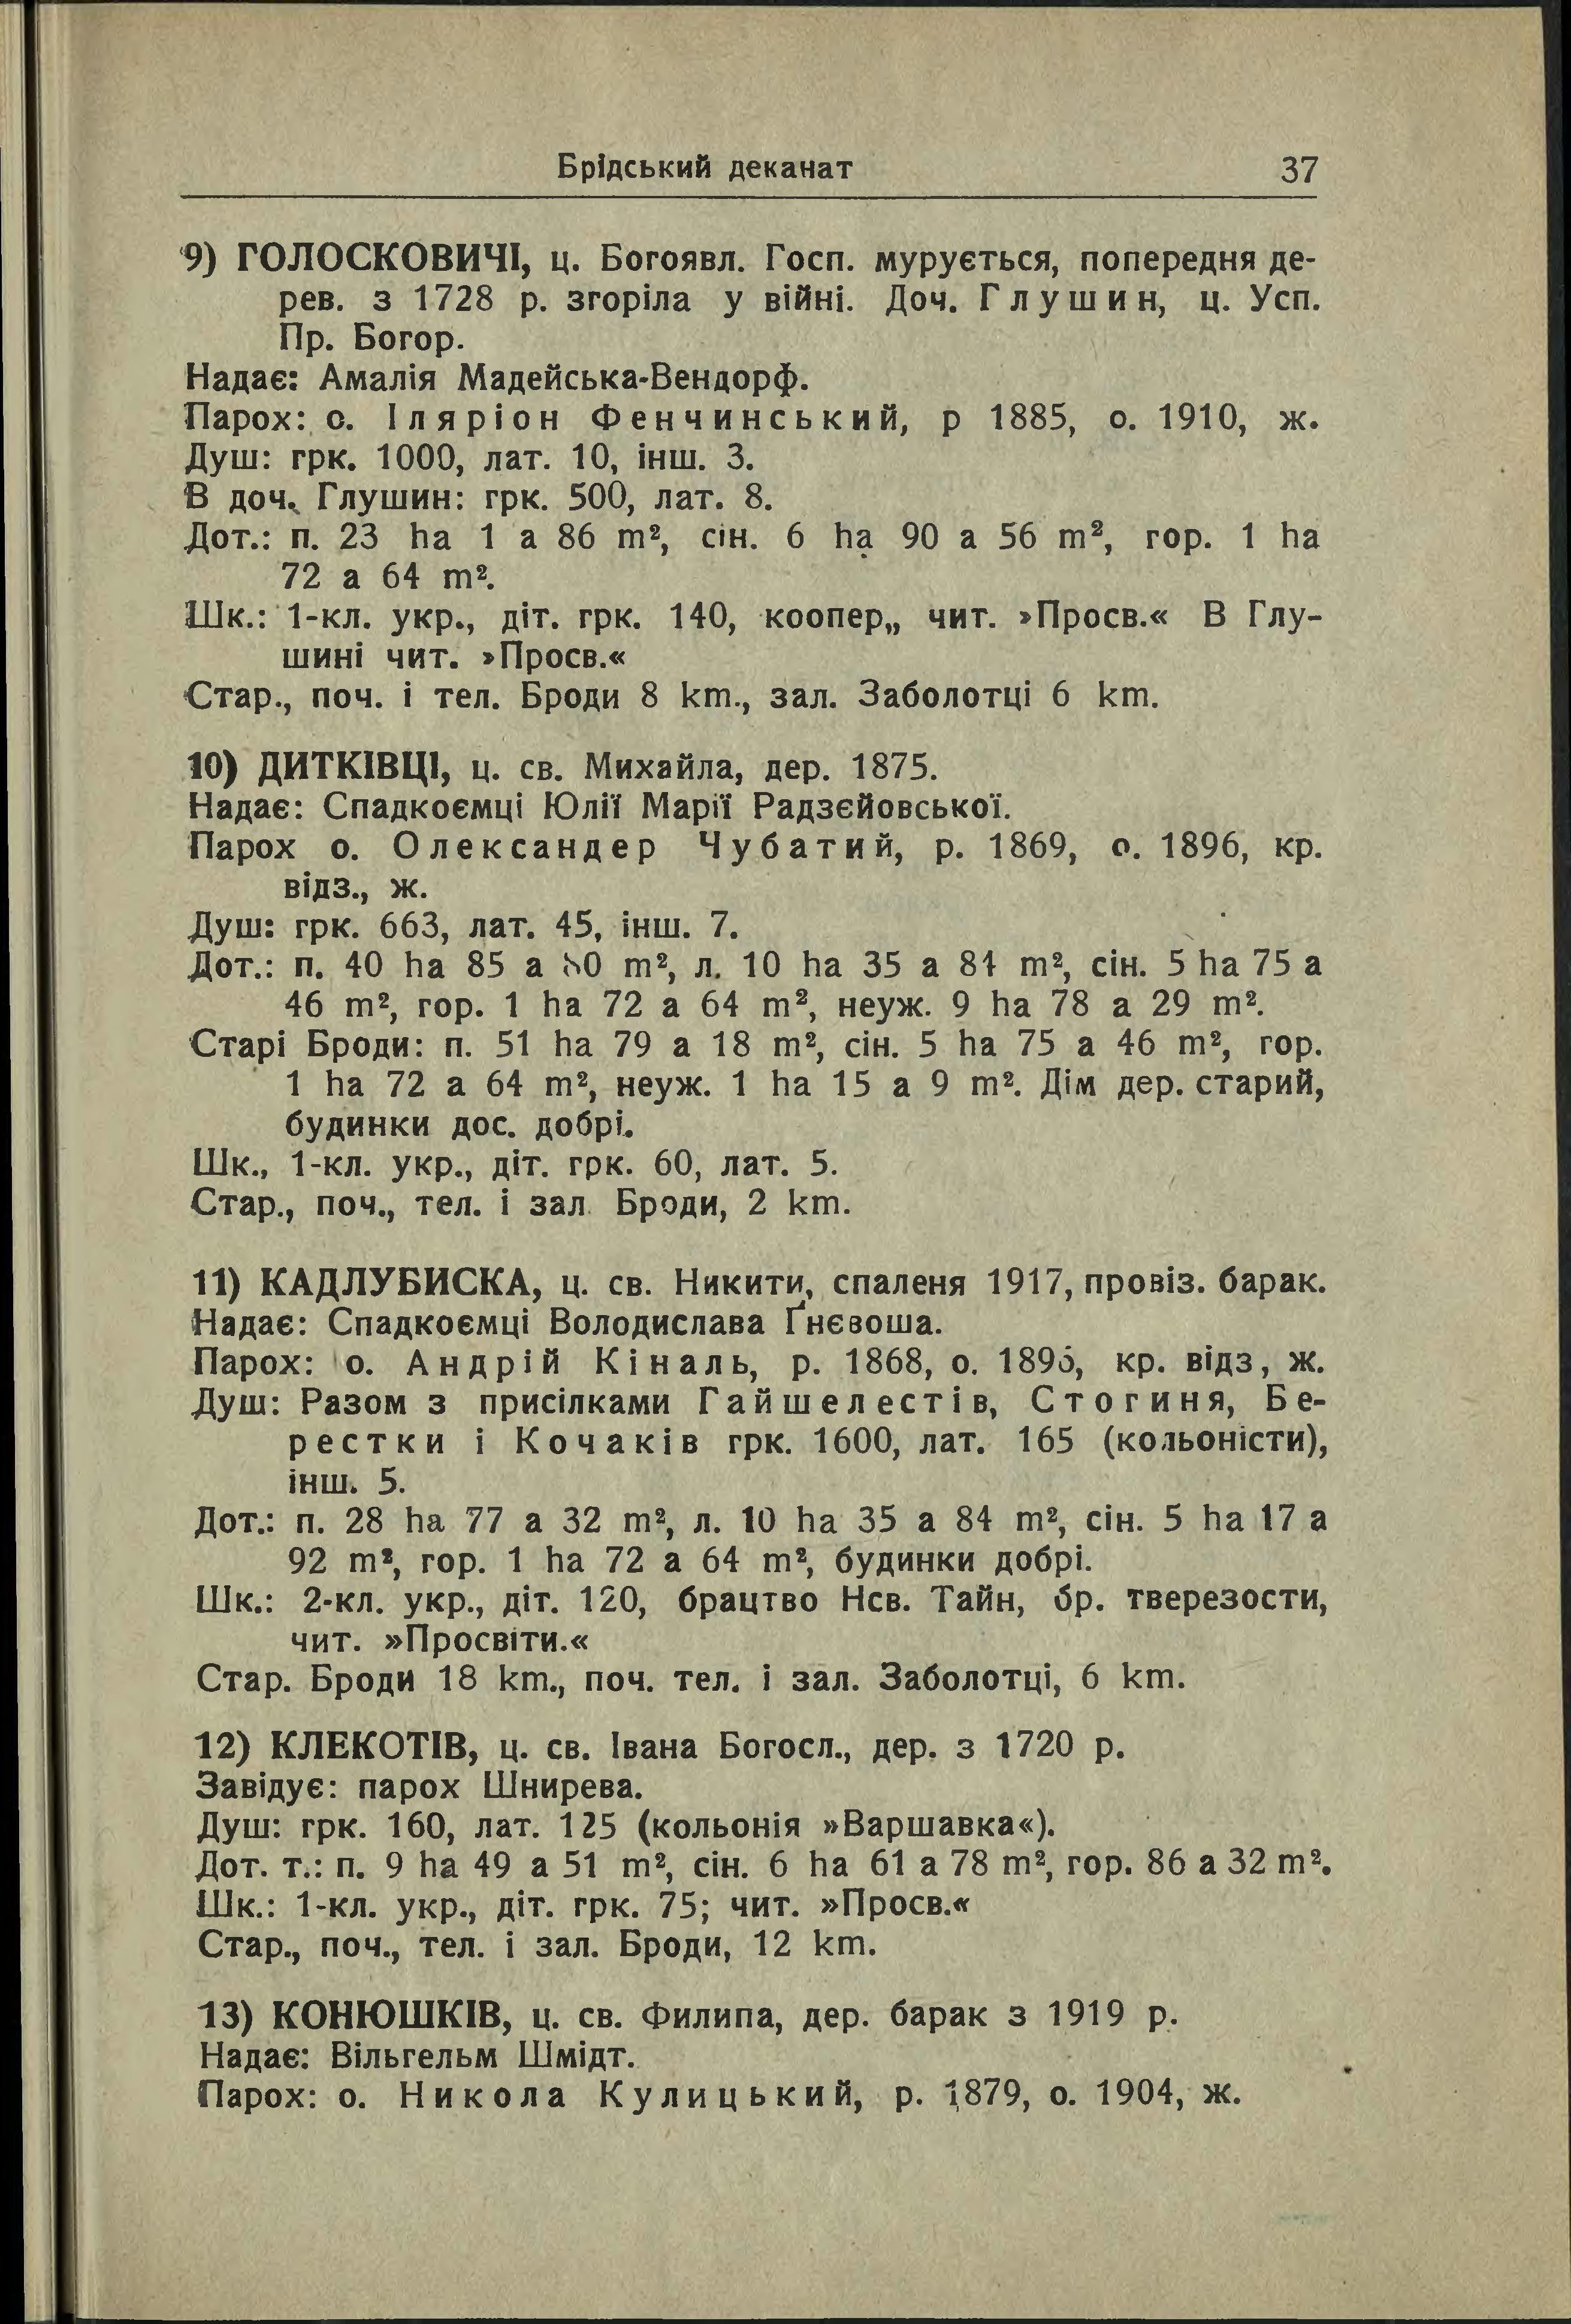 Брідський деканат 37
9) ГОЛОСКОВИЧІ, ц. Богоявл. Госп. мурується, попередня де-
рев. з 1728 р. згоріла у війні. Доч. Глушин, ц. Усп.
Пр. Богор.
Надає: Амалія Мадейська-Вендорф.
Парох: о. Іляріон Фенчинський, р 1885, о. 1910, ж.
Душ: грк. 1000, лат. 10, інш. 3.
В доч. Глушин: грк. 500, лат. 8.
Дот.: п. 23 ha 1 a 86 m², сін. 6 ha 90 a 56 m², гор. 1 ha
72 a 64 m².
Шк.: 1-кл. укр., діт. грк. 140, коопер„ чит. »Просв.« В Глу-
шині чит. »Просв.«
Стар., поч. і тел. Броди 8 km., зал. Заболотці 6 km.
10) ДИТКІВЦІ, ц. св. Михайла, дер. 1875.
Надає: Спадкоємці Юлії Марії Радзєйовської.
Парох о. Олександер Чубатий, р. 1869, о. 1896, кр.
відз., ж.
Душ: грк. 663, лат. 45, інш. 7.
Дот.: п. 40 ha 85 a 80 m², л. 10 ha 35 a 84 m², сін. 5 ha 75 a
46 m², гор. 1 ha 72 a 64 m², неуж. 9 ha 78 a 29 m².
Старі Броди: п. 51 ha 79 a 18 m², сін. 5 ha 75 a 46 m², гор.
1 ha 72 a 64 m², неуж. 1 ha 15 a 9 m². Дім дер. старий,
будинки дос. добрі.
Шк., 1-кл. укр., діт. грк. 60, лат. 5.
Стар., поч., тел. і зал. Броди, 2 km.
11) КАДЛУБИСКА, ц. св. Никити, спаленя 1917, провіз. барак.
Надає: Спадкоємці Володислава Ґнєвоша.
Парох: о. Андрій Кіналь, р. 1868, о. 1896, кр. відз, ж.
Душ: Разом з присілками Гайшелестів, Стогиня, Бе-
рестки і Кочаків грк. 1600, лат. 165 (кольоністи),
інш. 5.
Дот.: п. 28 ha 77 a 32 m², л. 10 ha 35 a 84 m², сін. 5 ha 17 a
92 m², гор. 1 ha 72 a 64 m², будинки добрі.
Шк.: 2-кл. укр., діт. 120, брацтво Нсв. Тайн, бр. тверезости,
чит. »Просвіти.«
Стар. Броди 18 km., поч. тел. і зал. Заболотці, 6 km.
12) КЛЕКОТІВ, ц. св. Івана Богосл., дер. з 1720 р.
Завідує: парох Шнирева.
Душ: грк. 160, лат. 125 (кольонія »Варшавка«).
Дот. т.: п. 9 ha 49 a 51 m², сін. 6 ha 61 a 78 m², гор. 86 a 32 m².
Шк.: 1-кл. укр., діт. грк. 75; чит. »Просв.«
Стар., поч., тел. і зал. Броди, 12 km.
13) КОНЮШКІВ, ц. св. Филипа, дер. барак з 1919 р.
Надає: Вільгельм Шмідт.
Парох: о. Никола Кулицький, р. 1879, о. 1904, ж.